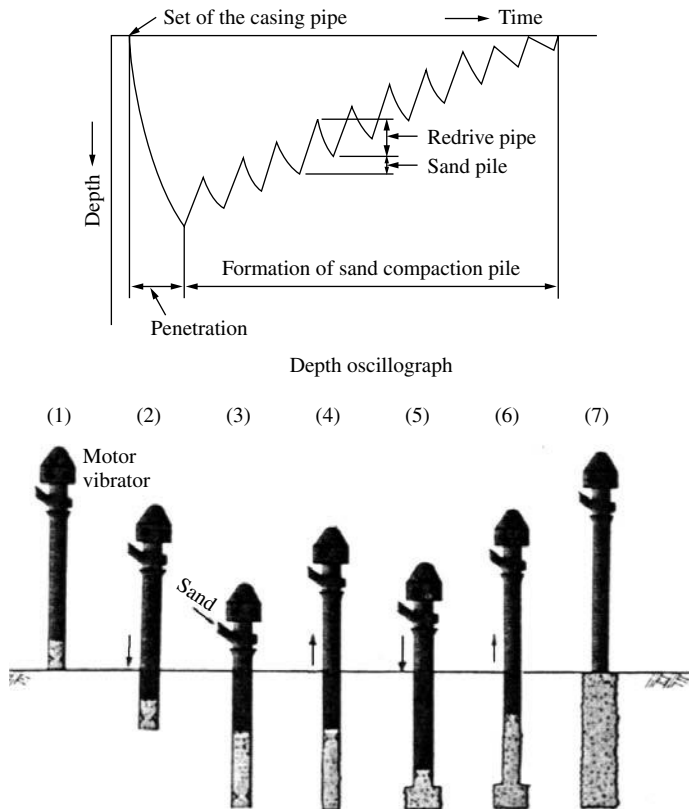 Set of the casing pipe
Time
Depth
Redrive pipe
Sand pile
Formation of sand compaction pile
Penetration
Depth oscillograph
(1) (2) (3) (4) (5) (6) (7)
Motor
vibrator
Sand